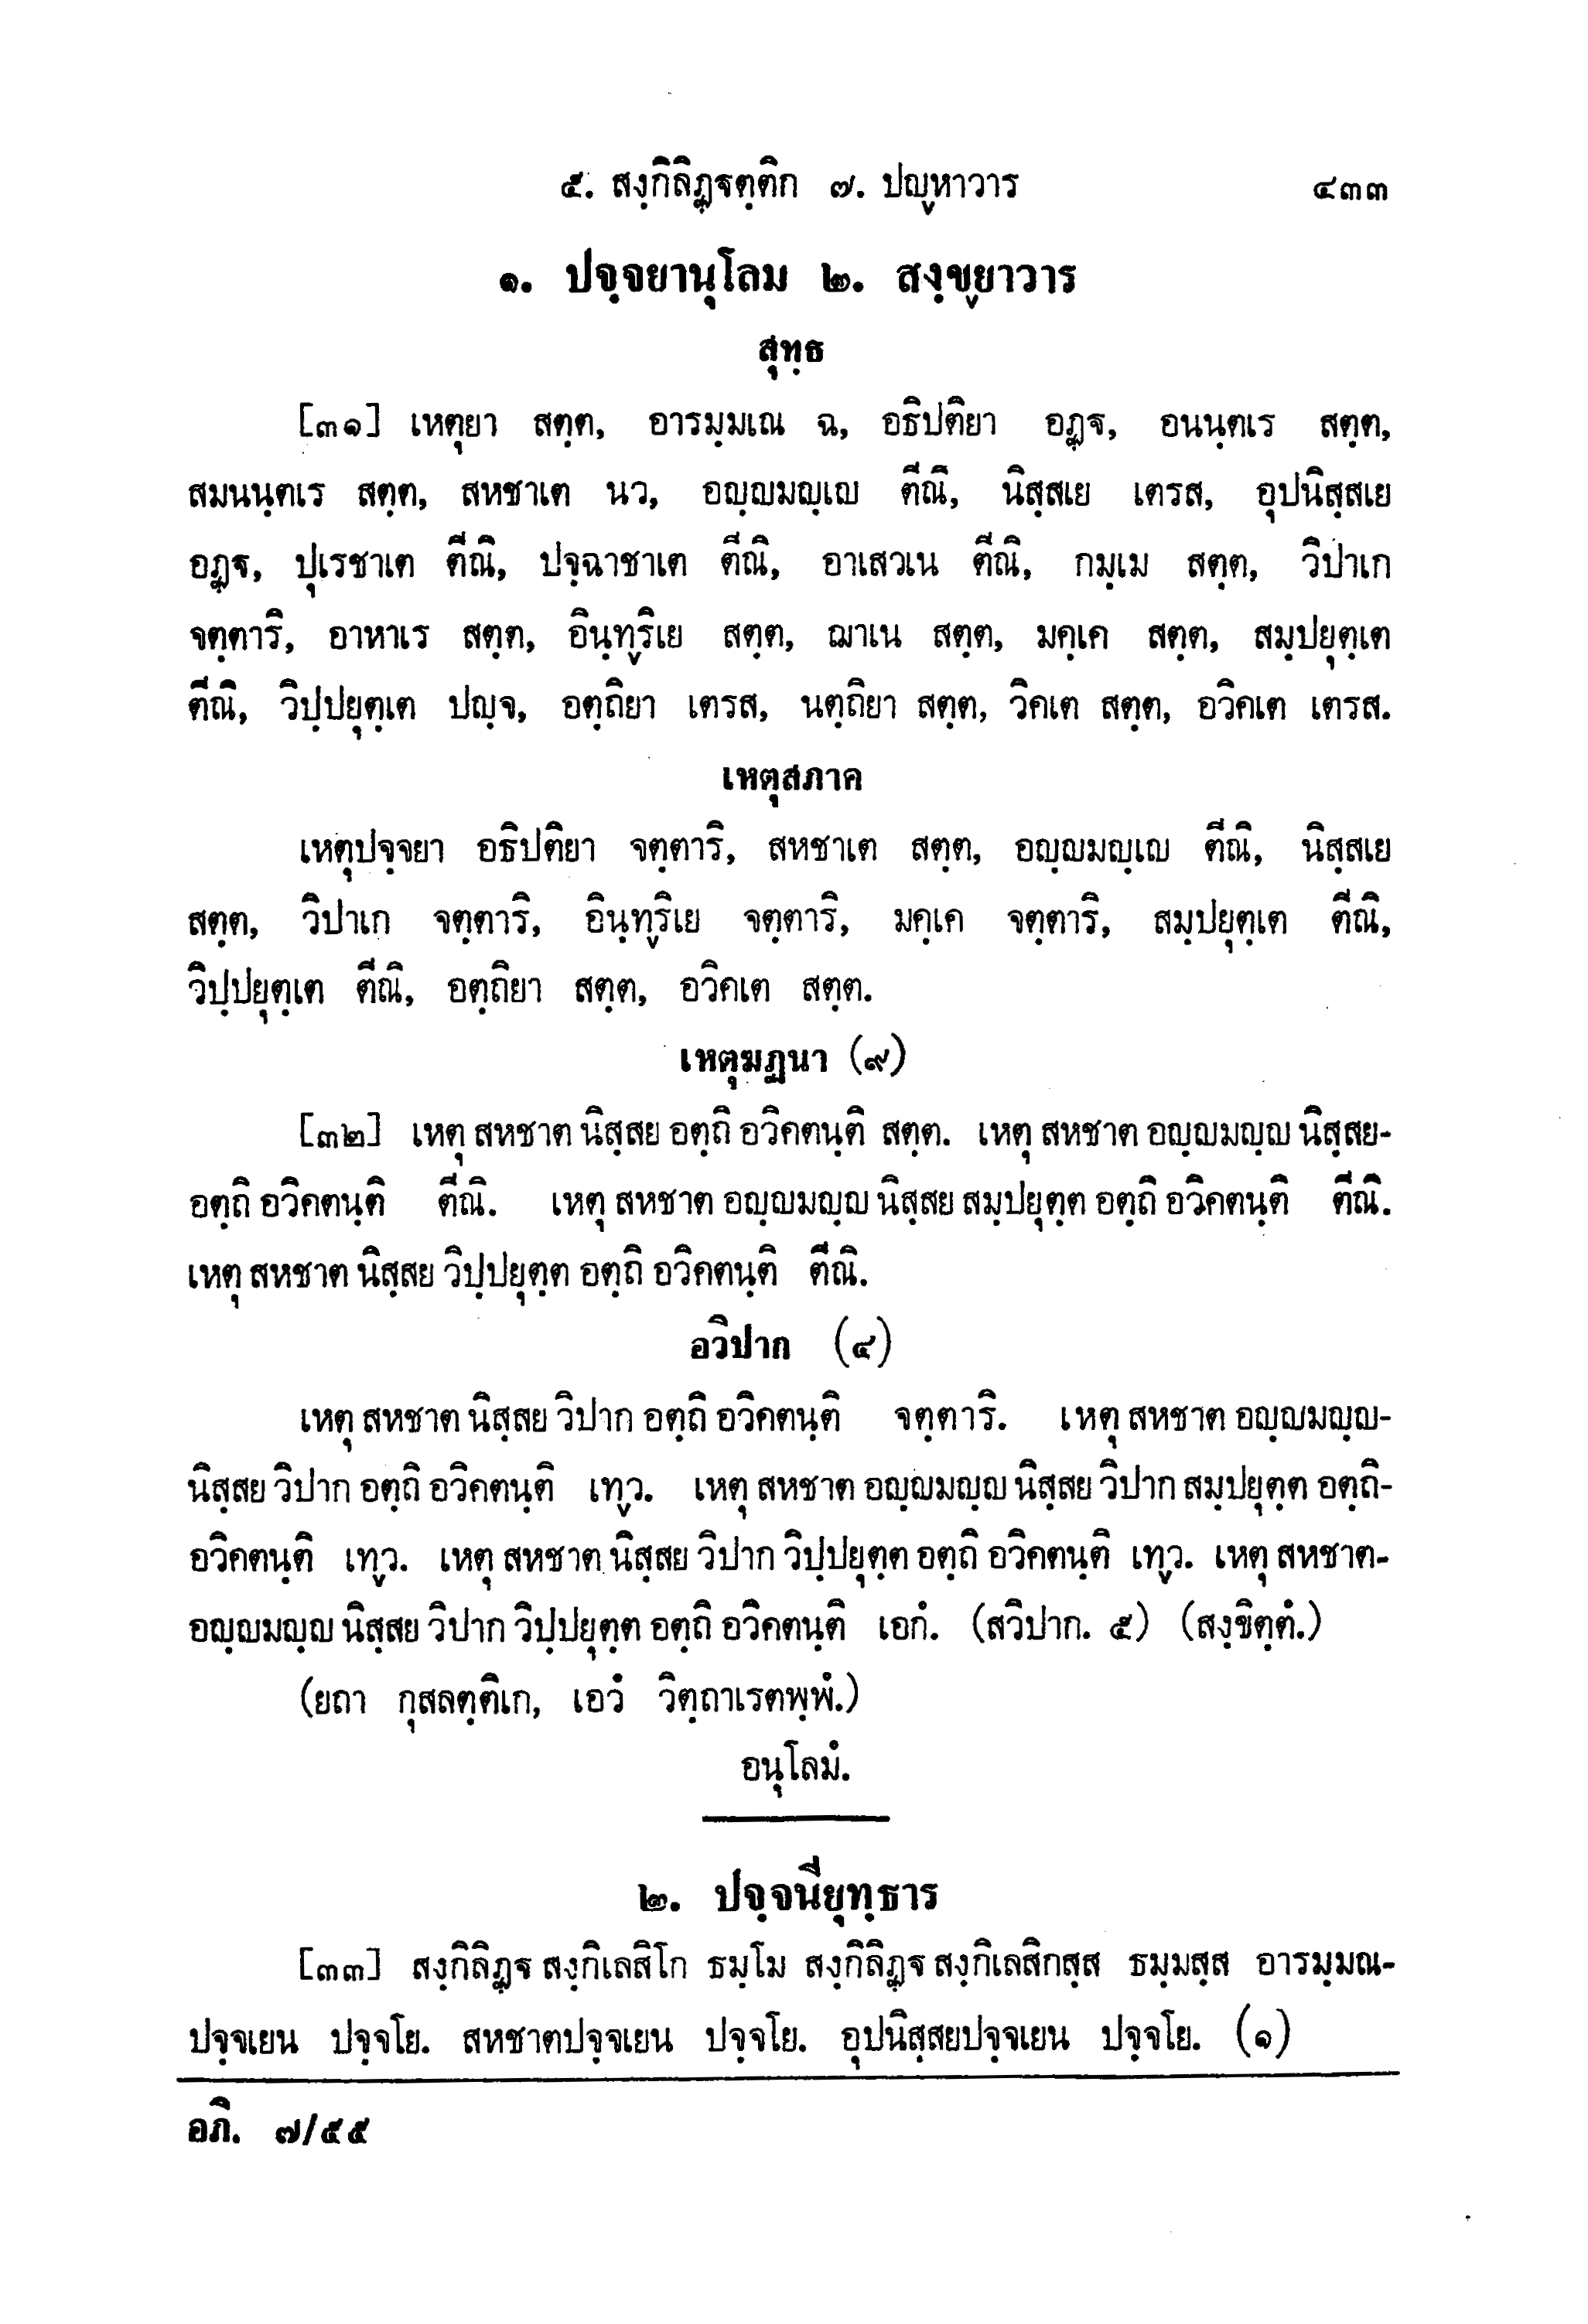 ๕. สงฺกิลิฏฺฐตฺติก ๗. ปญฺหาวาร ๔๓๓
๑. ปจฺจยานุโลม ๒. สงฺขฺยาวาร
สุทฺธ
[๓๑] เหตุยา สตฺต, อารมฺมเณ ฉ, อธิปติยา อฏฺฐ, อนนฺตเร สตฺต,
สมนนฺตเร สตฺต, สหชาเต นว, อญฺญมญฺเญ ตีณิ, นิสฺสเย เตรส, อุปนิสฺสเย
อฏฺฐ, ปุเรชาเต ตีณิ, ปจฺฉาชาเต ตีณิ, อาเสวเน ตีณิ, กมฺเม สตฺต, วิปาเก
จตฺตาริ, อาหาเร สตฺต, อินฺทฺริเย สตฺต, ฌาเน สตฺต, มคฺเค สตฺต, สมฺปยุตฺเต
ตีณิ, วิปฺปยุตฺเต ปญฺจ, อตฺถิยา เตรส, นตฺถิยา สตฺต, วิคเต สตฺต, อวิคเต เตรส.
เหตุสภาค
เหตุปจฺจยา อธิปติยา จตฺตาริ, สหชาเต สตฺต, อญฺญมญฺเญ ตีณิ, นิสฺสเย
สตฺต, วิปาเก จตฺตาริ, อินฺทฺริเย จตฺตาริ, มคฺเค จตฺตาริ, สมฺปยุตฺเต ตีณิ,
วิปฺปยุตฺเต ตีณิ, อตฺถิยา สตฺต, อวิคเต สตฺต.
เหตุฆฏนา (๙)
[๓๒] เหตุ สหชาต นิสฺสย อตฺถิ อวิคตนฺติ สตฺต. เหตุ สหชาต อญฺญมญฺญ นิสฺสย-
อตฺถิ อวิคตนฺติ ตีณิ. เหตุ สหชาต อญฺญมญฺญ นิสฺสย สมฺปยุตฺต อตฺถิ อวิคตนฺติ ตีณิ.
เหตุ สหชาต นิสฺสย วิปฺปยุตฺต อตฺถิ อวิคตนฺติ ตีณิ.
อวิปาก (๔)
เหตุ สหชาต นิสฺสย วิปาก อตฺถิ อวิคตนฺติ จตฺตาริ. เหตุ สหชาต อญฺญมญฺญ-
นิสฺสย วิปาก อตฺถิ อวิคตนฺติ เทฺว. เหตุ สหชาต อญฺญมญฺญ นิสฺสย วิปาก สมฺปยุตฺต อตฺถิ-
อวิคตนฺติ เทฺว. เหตุ สหชาต นิสฺสย วิปาก วิปฺปยุตฺต อตฺถิ อวิคตนฺติ เทฺว. เหตุ สหชาต-
อญฺญมญฺญ นิสฺสย วิปาก วิปฺปยุตฺต อตฺถิ อวิคตนฺติ เอกํ. (สวิปาก. ๕) (สงฺขิตฺตํ.)
(ยถา กุสลตฺติเก, เอวํ วิตฺถาเรตพฺพํ.)
อนุโลมํ.
๒. ปจฺจนียุทฺธาร
[๓๓] สงฺกิลิฏฺฐ สงฺกิเลสิโก ธมฺโม สงฺกิลิฏฺฐ สงฺกิเลสิกสฺส ธมฺมสฺส อารมฺมณ-
ปจฺจเยน ปจฺจโย. สหชาตปจฺจเยน ปจฺจโย. อุปนิสฺสยปจฺจเยน ปจฺจโย. (๑)
อภิ. ๗/๕๕